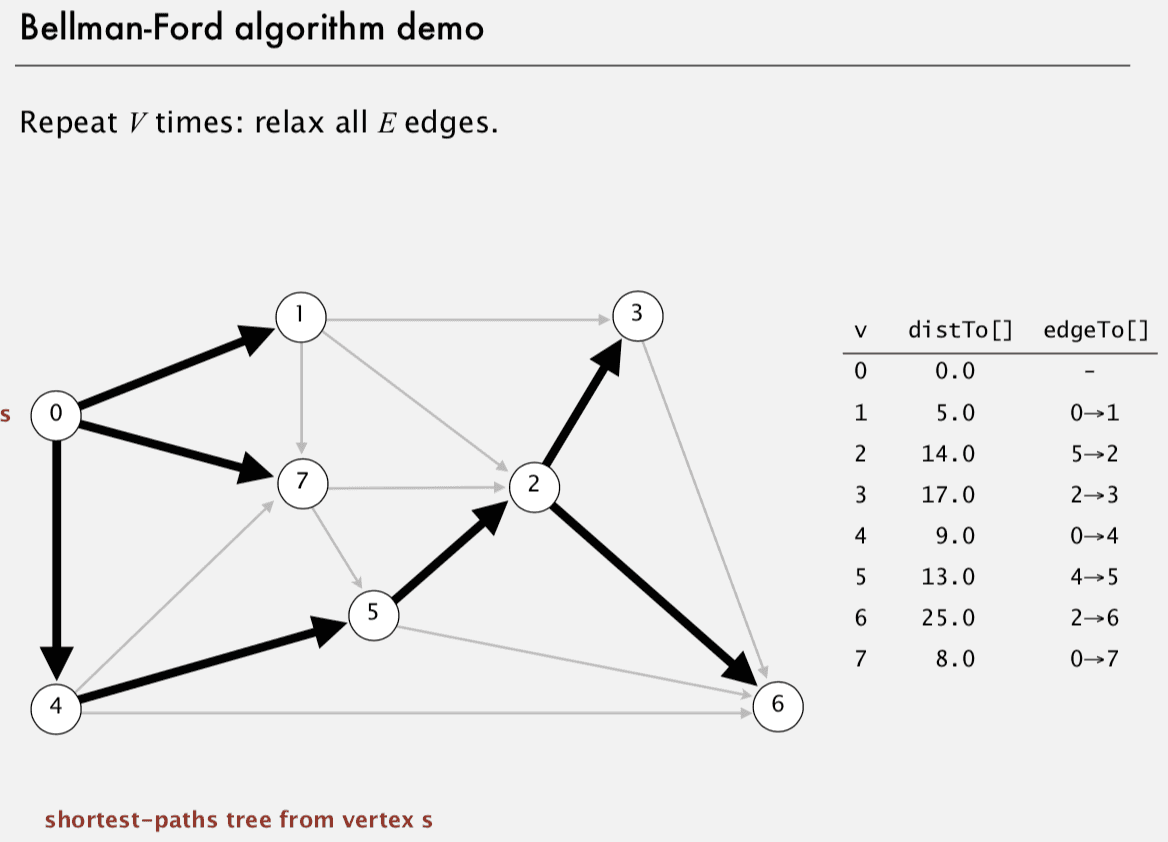 Bellman-Ford algorithm demo
Repeat V times: relax all E edges.
1
3
s
0
7
2
5
4
6
v distTo[] edgeTo[]
0 0.0 -
1 5.0 0→1
2 14.0 5→2
3 17.0 2→3
4 9.0 0→4
5 13.0 4→5
6 25.0 2→6
7 8.0 0→7
shortest-paths tree from vertex s